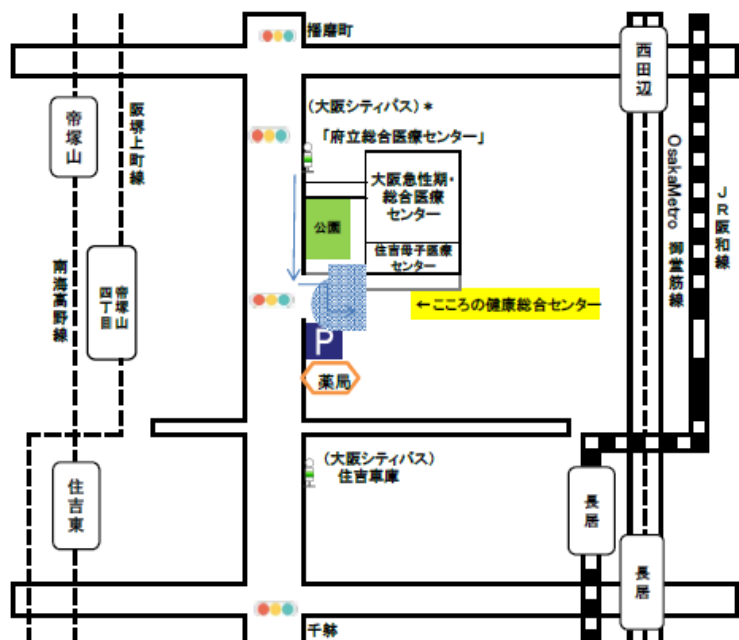 播磨町
西田辺
(大阪シティバス)*
「府立総合医療センター」
帝塚山
阪堺上町線
大阪急性期・
総合医療
センター
公園
住吉母子医療
センター
OsakaMetro 御堂筋線
JR阪和線
南海高野線
帝塚山
四丁目
←こころの健康総合センター
P
薬局
(大阪シティバス)
住吉車庫
住吉東
長居
長居
千躰